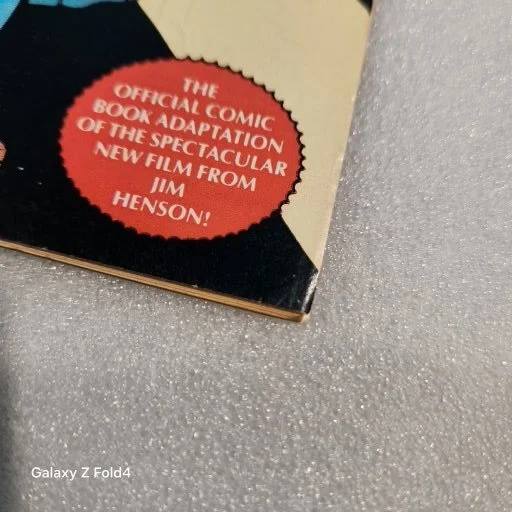 THE
OFFICIAL COMIC
BOOK ADAPTATION
OF THE SPECTACULAR
NEW FILM FROM
JIM
HENSON!
Galaxy Z Fold4